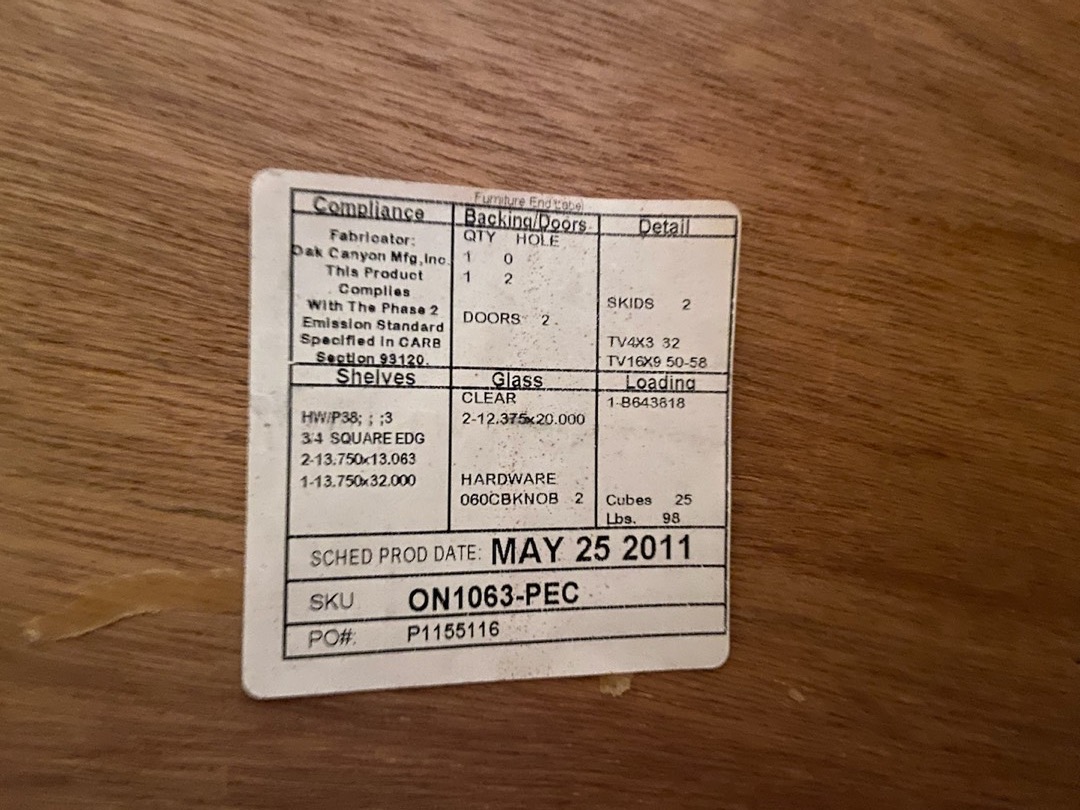 Furniture End Label
Compliance
Fabricator:
Oak Canyon Mfg,Inc.
This Product
Complies
With The Phase 2
Emission Standard
Specified in CARB
Section 93120.
Backing/Doors
QTY HOLE
1 0
1 2
DOORS 2
Detail
SKIDS 2
TV4X3 32
TV16X9 50-58
Shelves
HW/P38; ; ;3
3/4 SQUARE EDG
2-13.750x13.063
1-13.750x32.000
Glass
CLEAR
2-12.375x20.000
HARDWARE
060CBKNOB 2
Loading
1-B643818
Cubes 25
Lbs. 98
SCHED PROD DATE: MAY 25 2011
SKU ON1063-PEC
PO#: P1155116